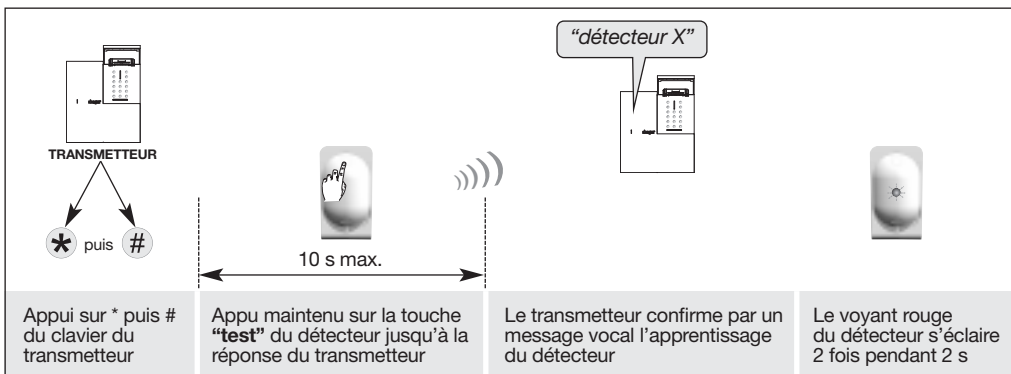 “détecteur X”
TRANSMETTEUR
* puis #
10 s max.
Appui sur * puis #
du clavier du
transmetteur
Appu maintenu sur la touche
“test” du détecteur jusqu’à la
réponse du transmetteur
Le transmetteur confirme par un
message vocal l’apprentissage
du détecteur
Le voyant rouge
du détecteur s’éclaire
2 fois pendant 2 s